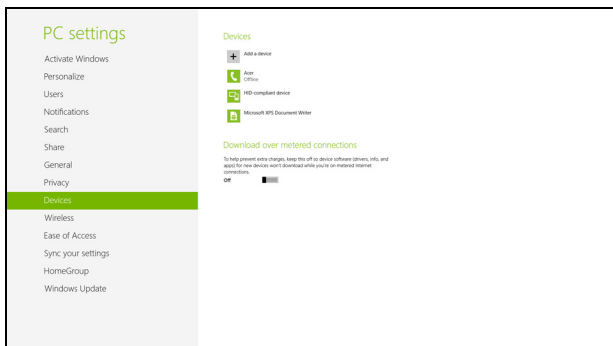 PC settings
Activate Windows
Personalize
Users
Notifications
Search
Share
General
Privacy
Devices
Wireless
Ease of Access
Sync your settings
HomeGroup
Windows Update
Devices
Add a device
Acer
Offline
HID-compliant device
Microsoft XPS Document Writer
Download over metered connections
To help prevent extra charges, keep this off so device software (drivers, info, and
apps) for new devices won't download while you're on metered Internet
connections.
Off